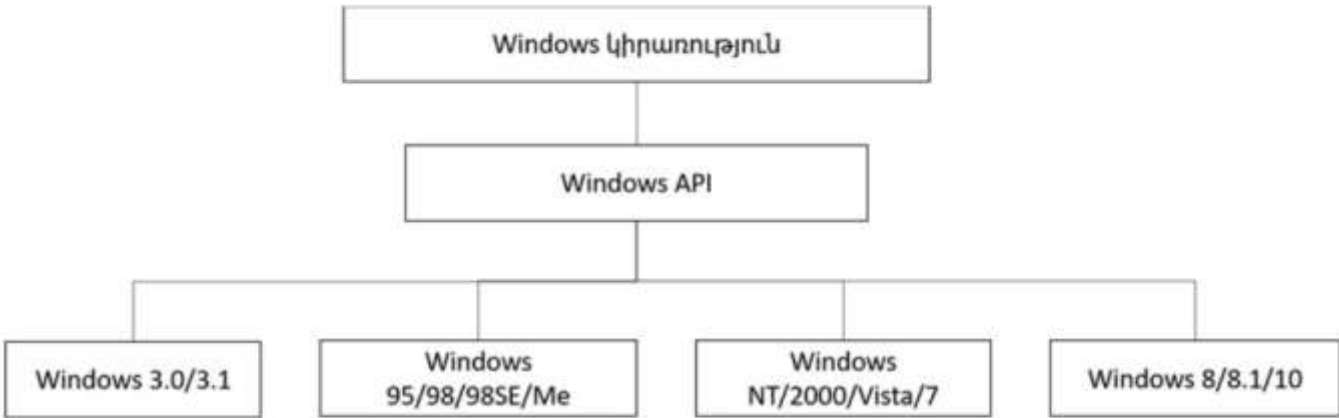 Windows կիրառություն
Windows API
Windows 3.0/3.1
Windows
95/98/98SE/Me
Windows
NT/2000/Vista/7
Windows 8/8.1/10